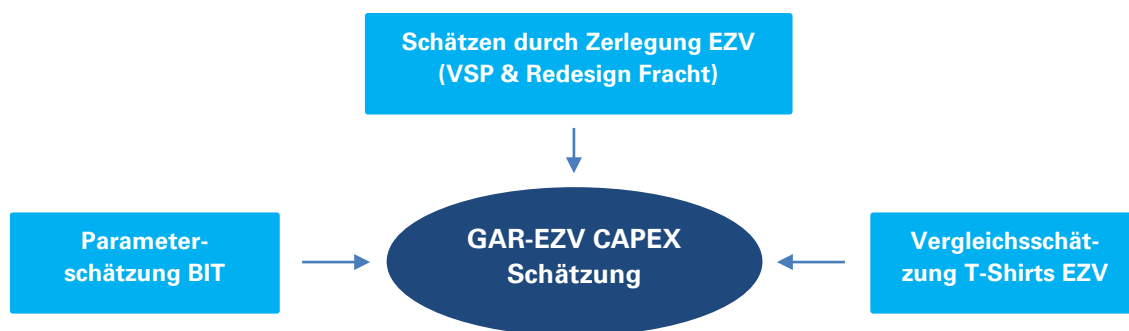 Schätzen durch Zerlegung EZV
(VSP & Redesign Fracht)
Parameter-
schätzung BIT
GAR-EZV CAPEX
Schätzung
Vergleichsschät-
zung T-Shirts EZV